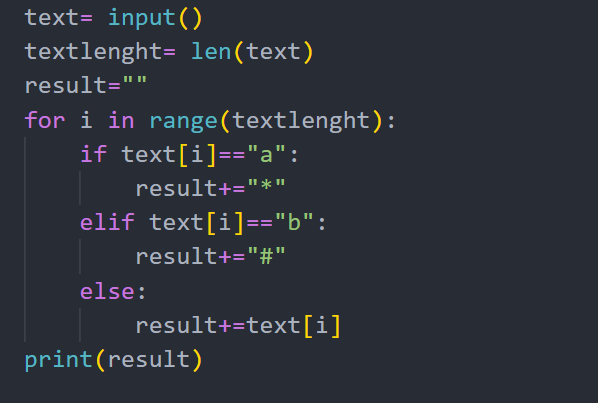 text= input()
textlenght= len(text)
result=""
for i in range(textlenght):
    if text[i]=="a":
        result+="*"
    elif text[i]=="b":
        result+="#"
    else:
        result+=text[i]
print(result)